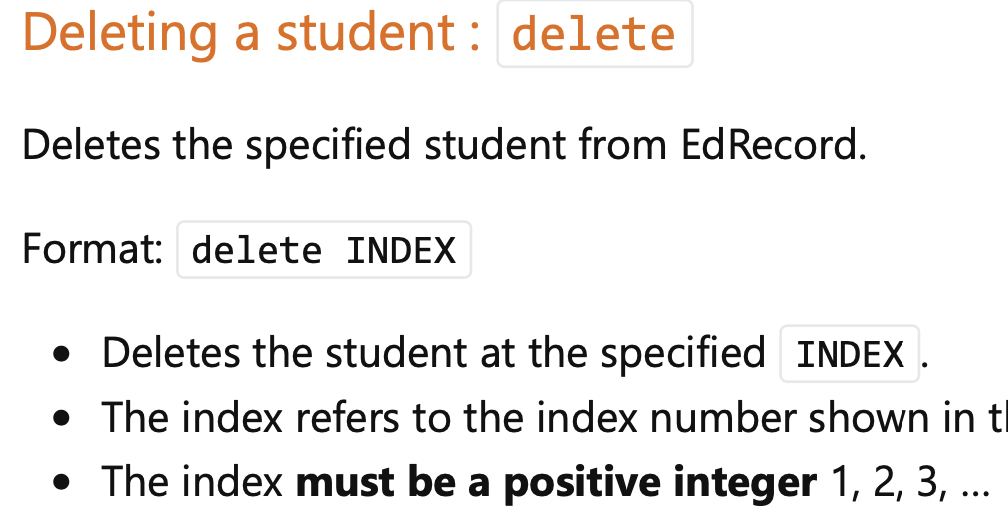 Deleting a student : delete
Deletes the specified student from EdRecord.
Format: delete INDEX
• Deletes the student at the specified INDEX.
• The index refers to the index number shown in
• The index must be a positive integer 1, 2, 3, …